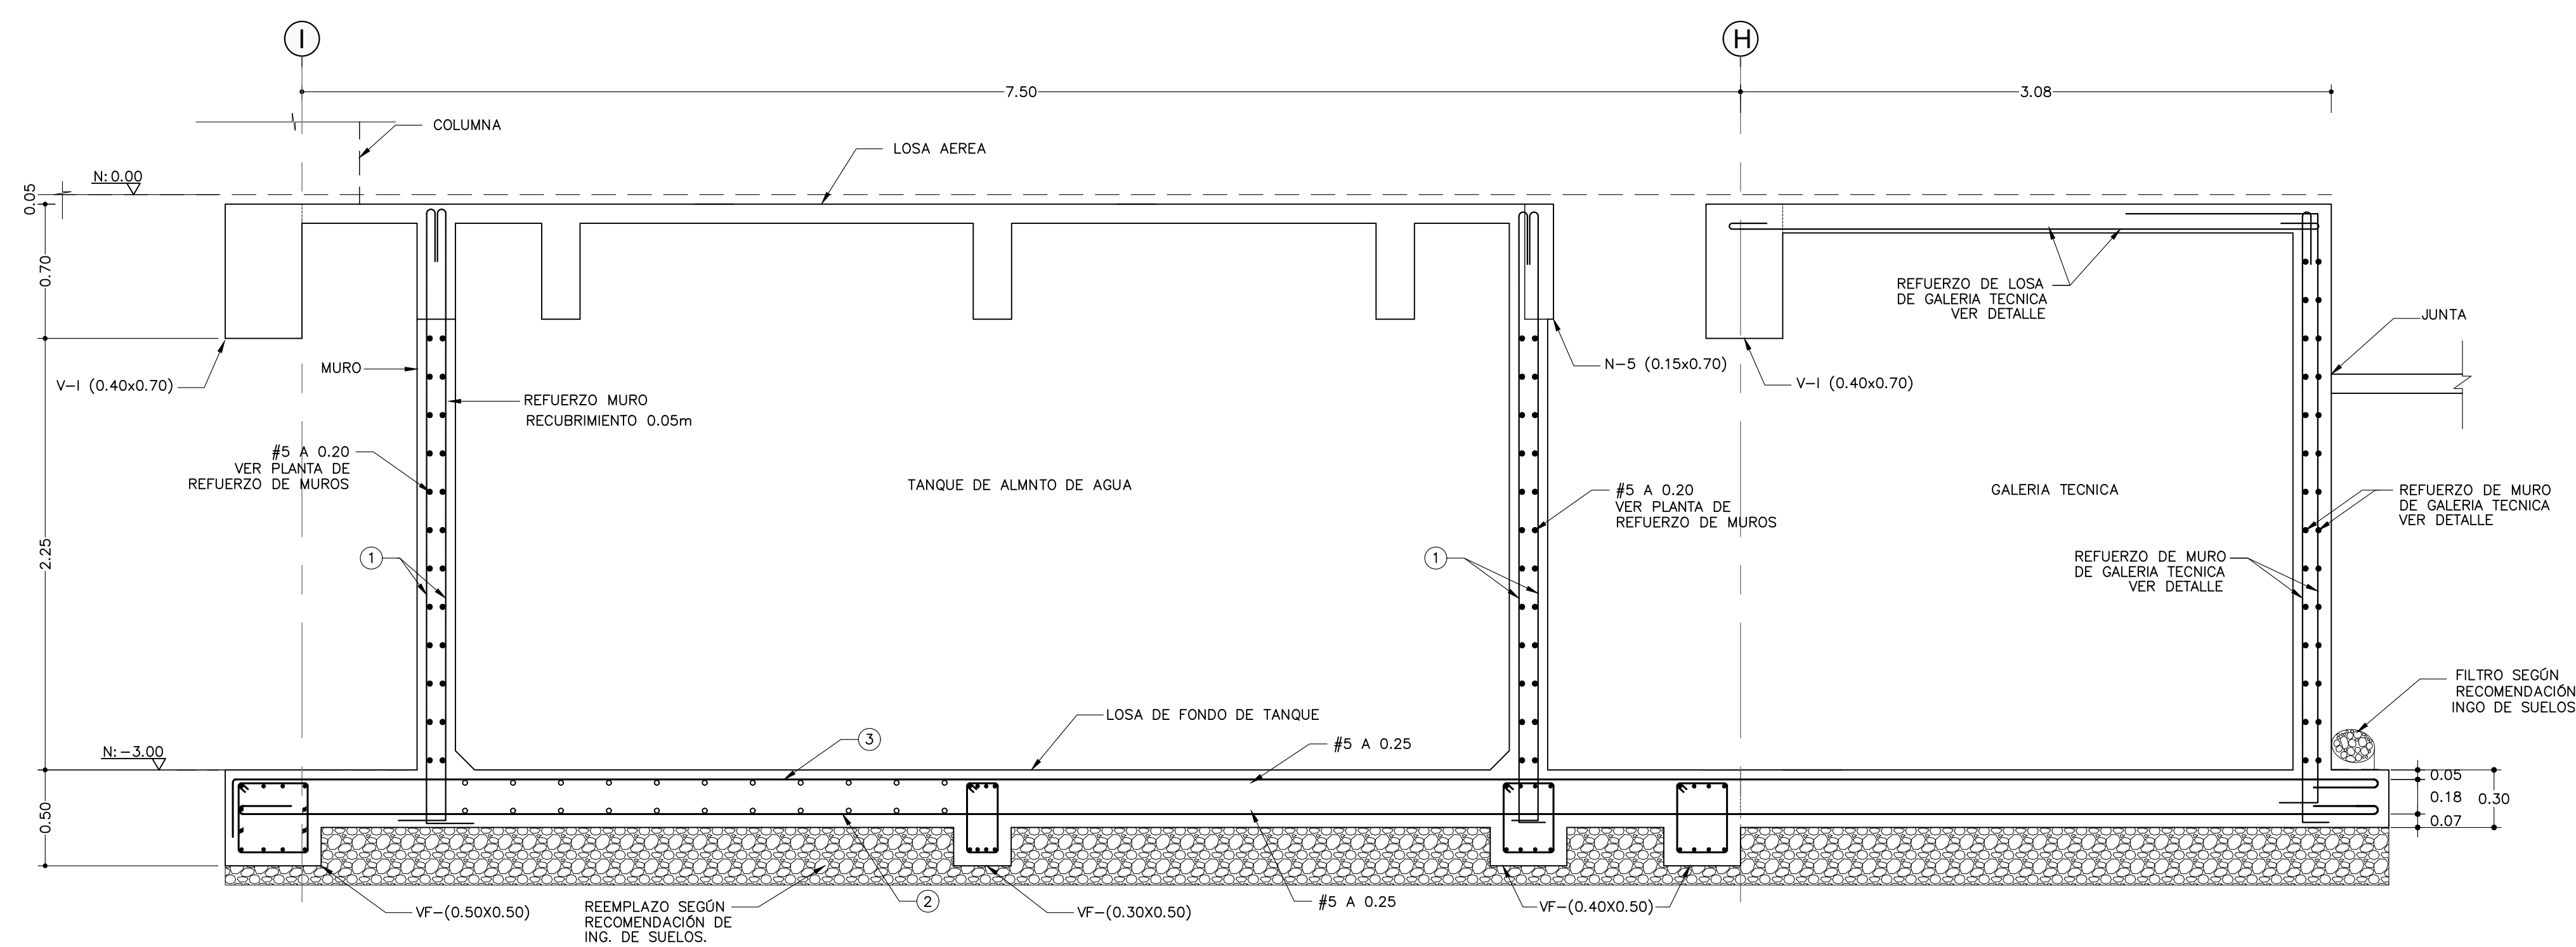 I
H
7.50
3.08
COLUMNA
LOSA AEREA
N:0.00
0.05
0.70
2.25
0.50
V-I (0.40x0.70)
MURO
REFUERZO MURO
RECUBRIMIENTO 0.05m
#5 A 0.20
VER PLANTA DE
REFUERZO DE MUROS
1
TANQUE DE ALMNTO DE AGUA
N-5 (0.15x0.70)
V-I (0.40x0.70)
REFUERZO DE LOSA
DE GALERIA TECNICA
VER DETALLE
JUNTA
#5 A 0.20
VER PLANTA DE
REFUERZO DE MUROS
1
GALERIA TECNICA
REFUERZO DE MURO
DE GALERIA TECNICA
VER DETALLE
REFUERZO DE MURO
DE GALERIA TECNICA
VER DETALLE
FILTRO SEGÚN
RECOMENDACIÓN
INGO DE SUELOS
N:-3.00
3
LOSA DE FONDO DE TANQUE
#5 A 0.25
0.05
0.18
0.07
0.30
VF-(0.50X0.50)
REEMPLAZO SEGÚN
RECOMENDACIÓN DE
ING. DE SUELOS.
2
VF-(0.30X0.50)
#5 A 0.25
VF-(0.40X0.50)